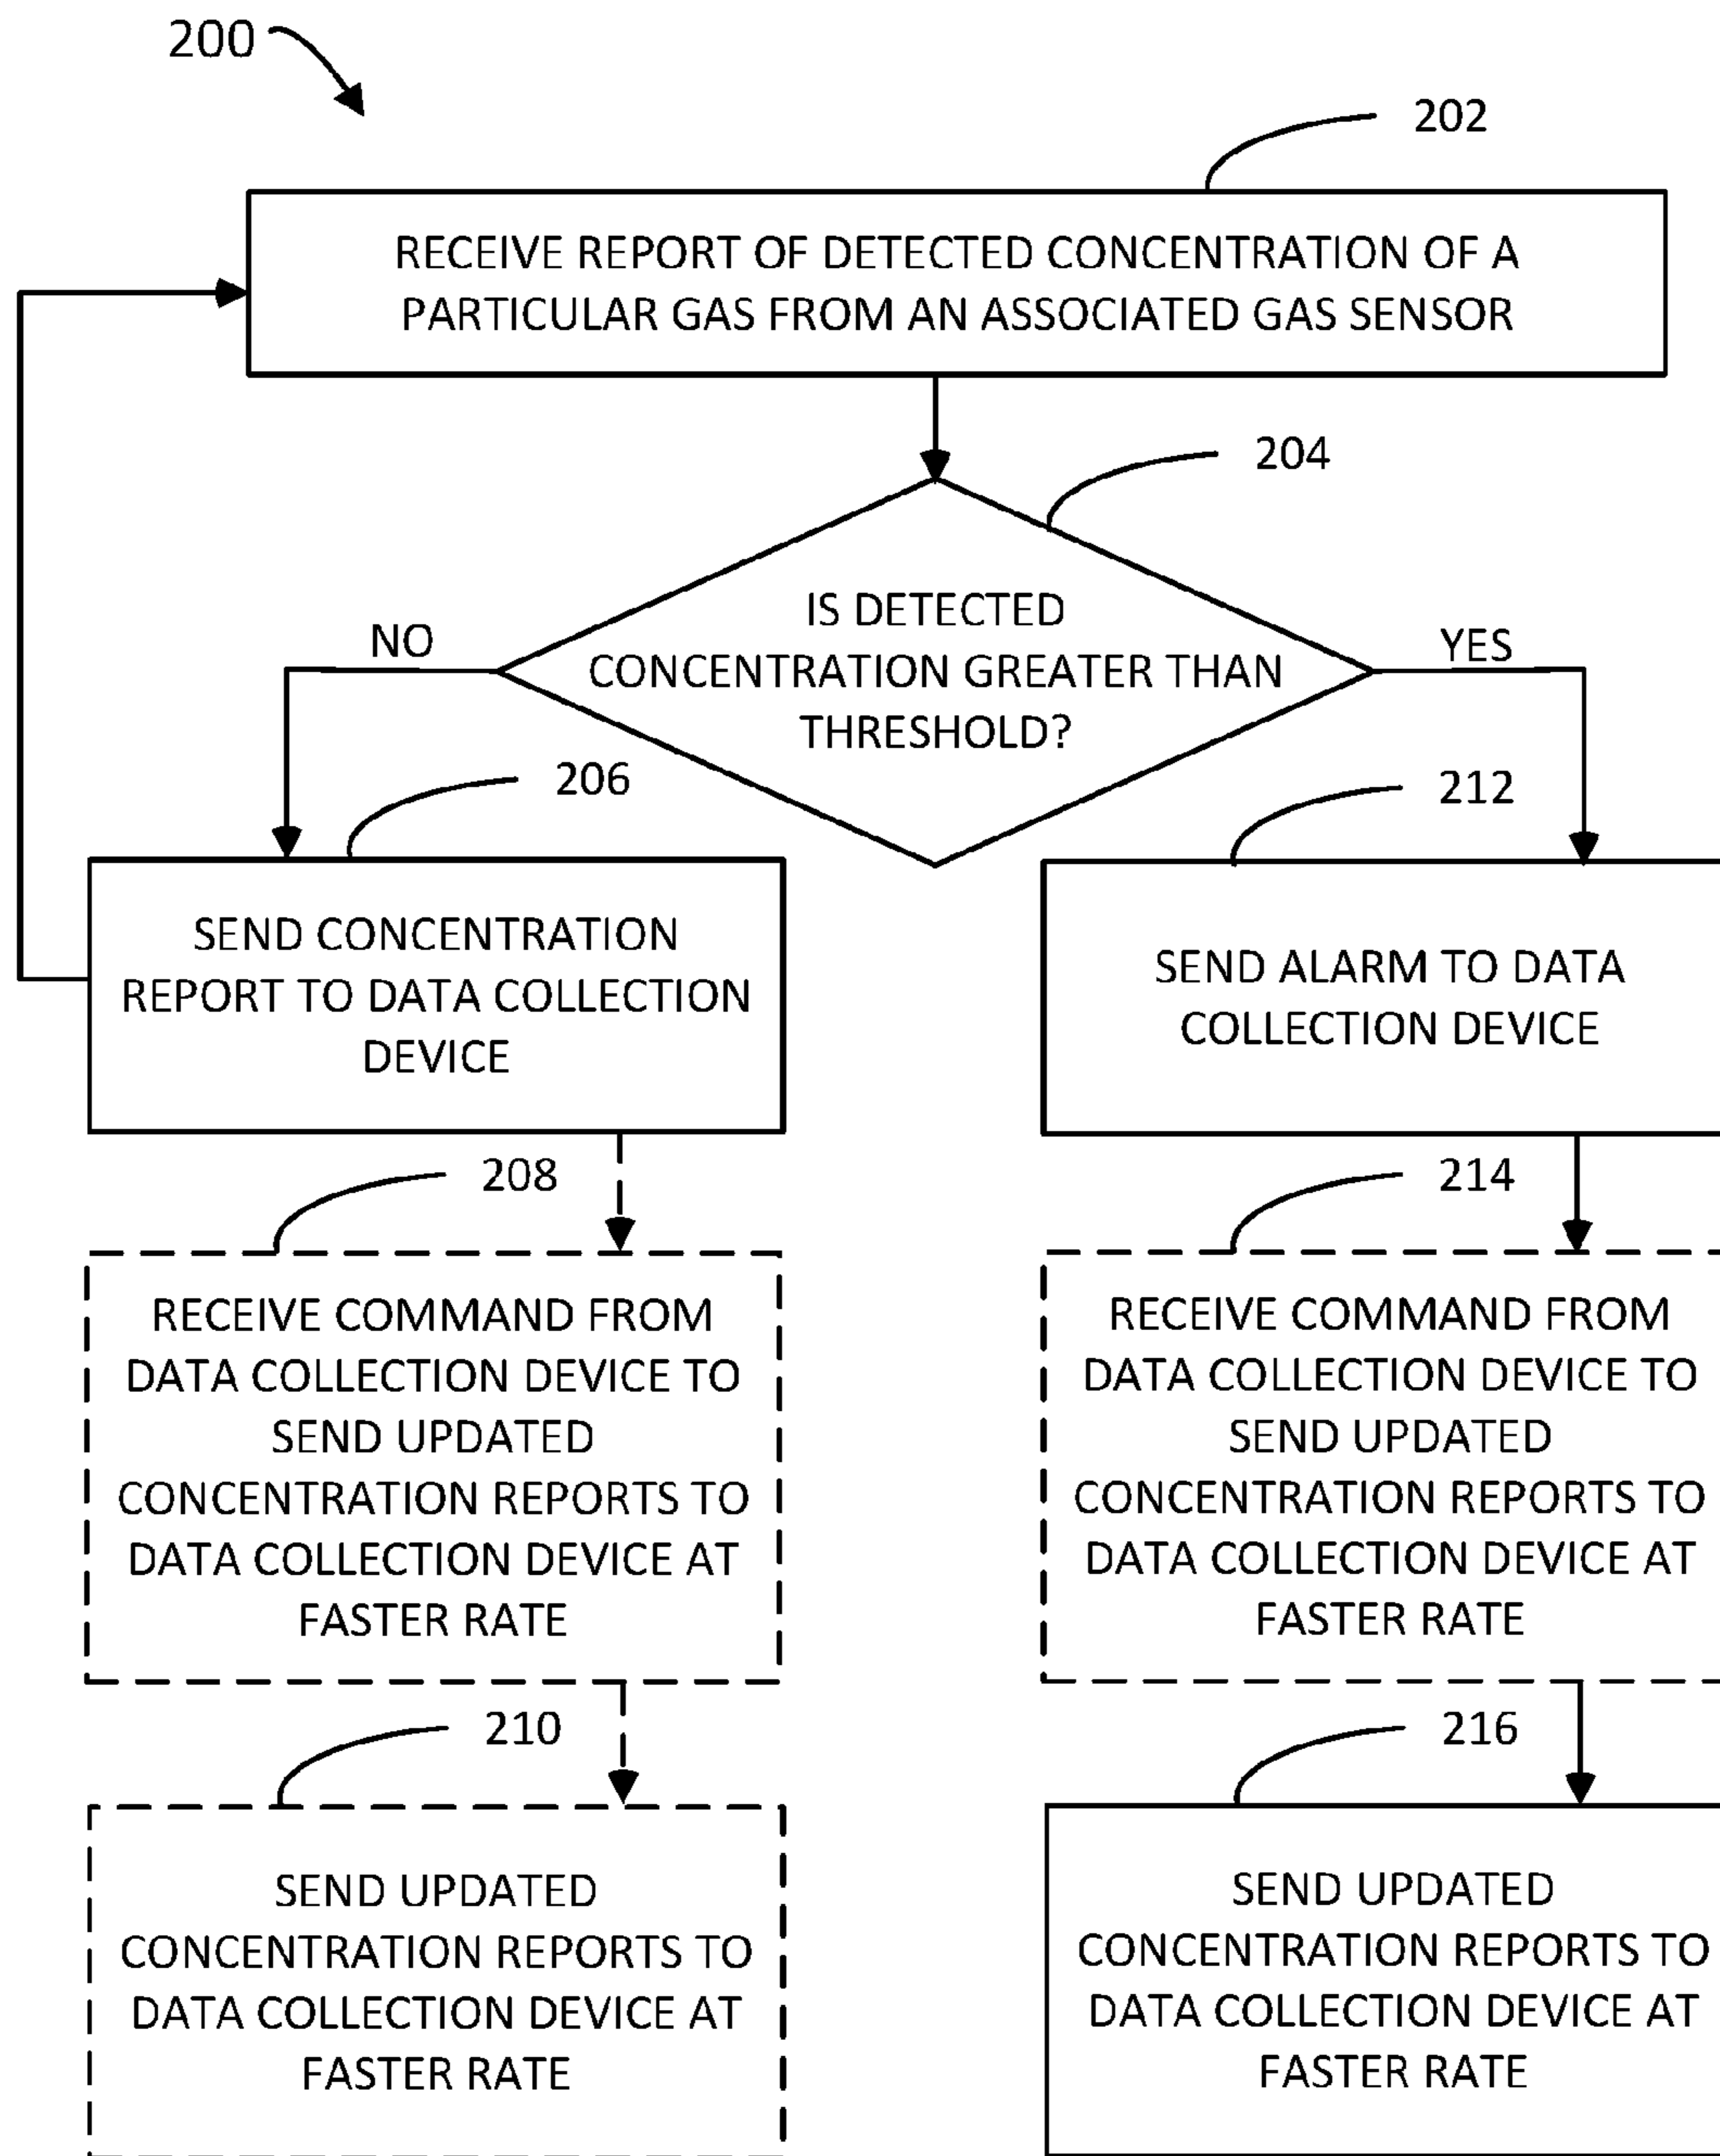 200
202
RECEIVE REPORT OF DETECTED CONCENTRATION OF A
PARTICULAR GAS FROM AN ASSOCIATED GAS SENSOR
204
IS DETECTED
CONCENTRATION GREATER THAN
THRESHOLD?
NO
YES
206
SEND CONCENTRATION
REPORT TO DATA COLLECTION
DEVICE
212
SEND ALARM TO DATA
COLLECTION DEVICE
208
RECEIVE COMMAND FROM
DATA COLLECTION DEVICE TO
SEND UPDATED
CONCENTRATION REPORTS TO
DATA COLLECTION DEVICE AT
FASTER RATE
214
RECEIVE COMMAND FROM
DATA COLLECTION DEVICE TO
SEND UPDATED
CONCENTRATION REPORTS TO
DATA COLLECTION DEVICE AT
FASTER RATE
210
SEND UPDATED
CONCENTRATION REPORTS TO
DATA COLLECTION DEVICE AT
FASTER RATE
216
SEND UPDATED
CONCENTRATION REPORTS TO
DATA COLLECTION DEVICE AT
FASTER RATE